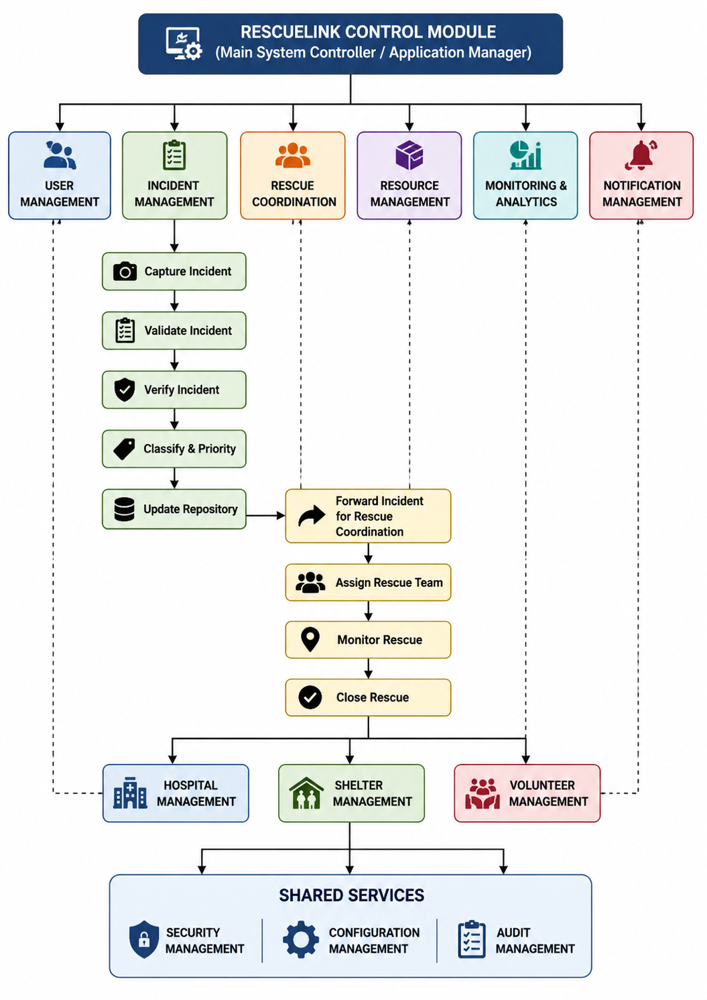 RESCUELINK CONTROL MODULE
(Main System Controller / Application Manager)
USER
MANAGEMENT
INCIDENT
MANAGEMENT
RESCUE
COORDINATION
RESOURCE
MANAGEMENT
MONITORING &
ANALYTICS
NOTIFICATION
MANAGEMENT
Capture Incident
Validate Incident
Verify Incident
Classify & Priority
Update Repository
Forward Incident
for Rescue
Coordination
Assign Rescue Team
Monitor Rescue
Close Rescue
HOSPITAL
MANAGEMENT
SHELTER
MANAGEMENT
VOLUNTEER
MANAGEMENT
SHARED SERVICES
SECURITY
MANAGEMENT
CONFIGURATION
MANAGEMENT
AUDIT
MANAGEMENT